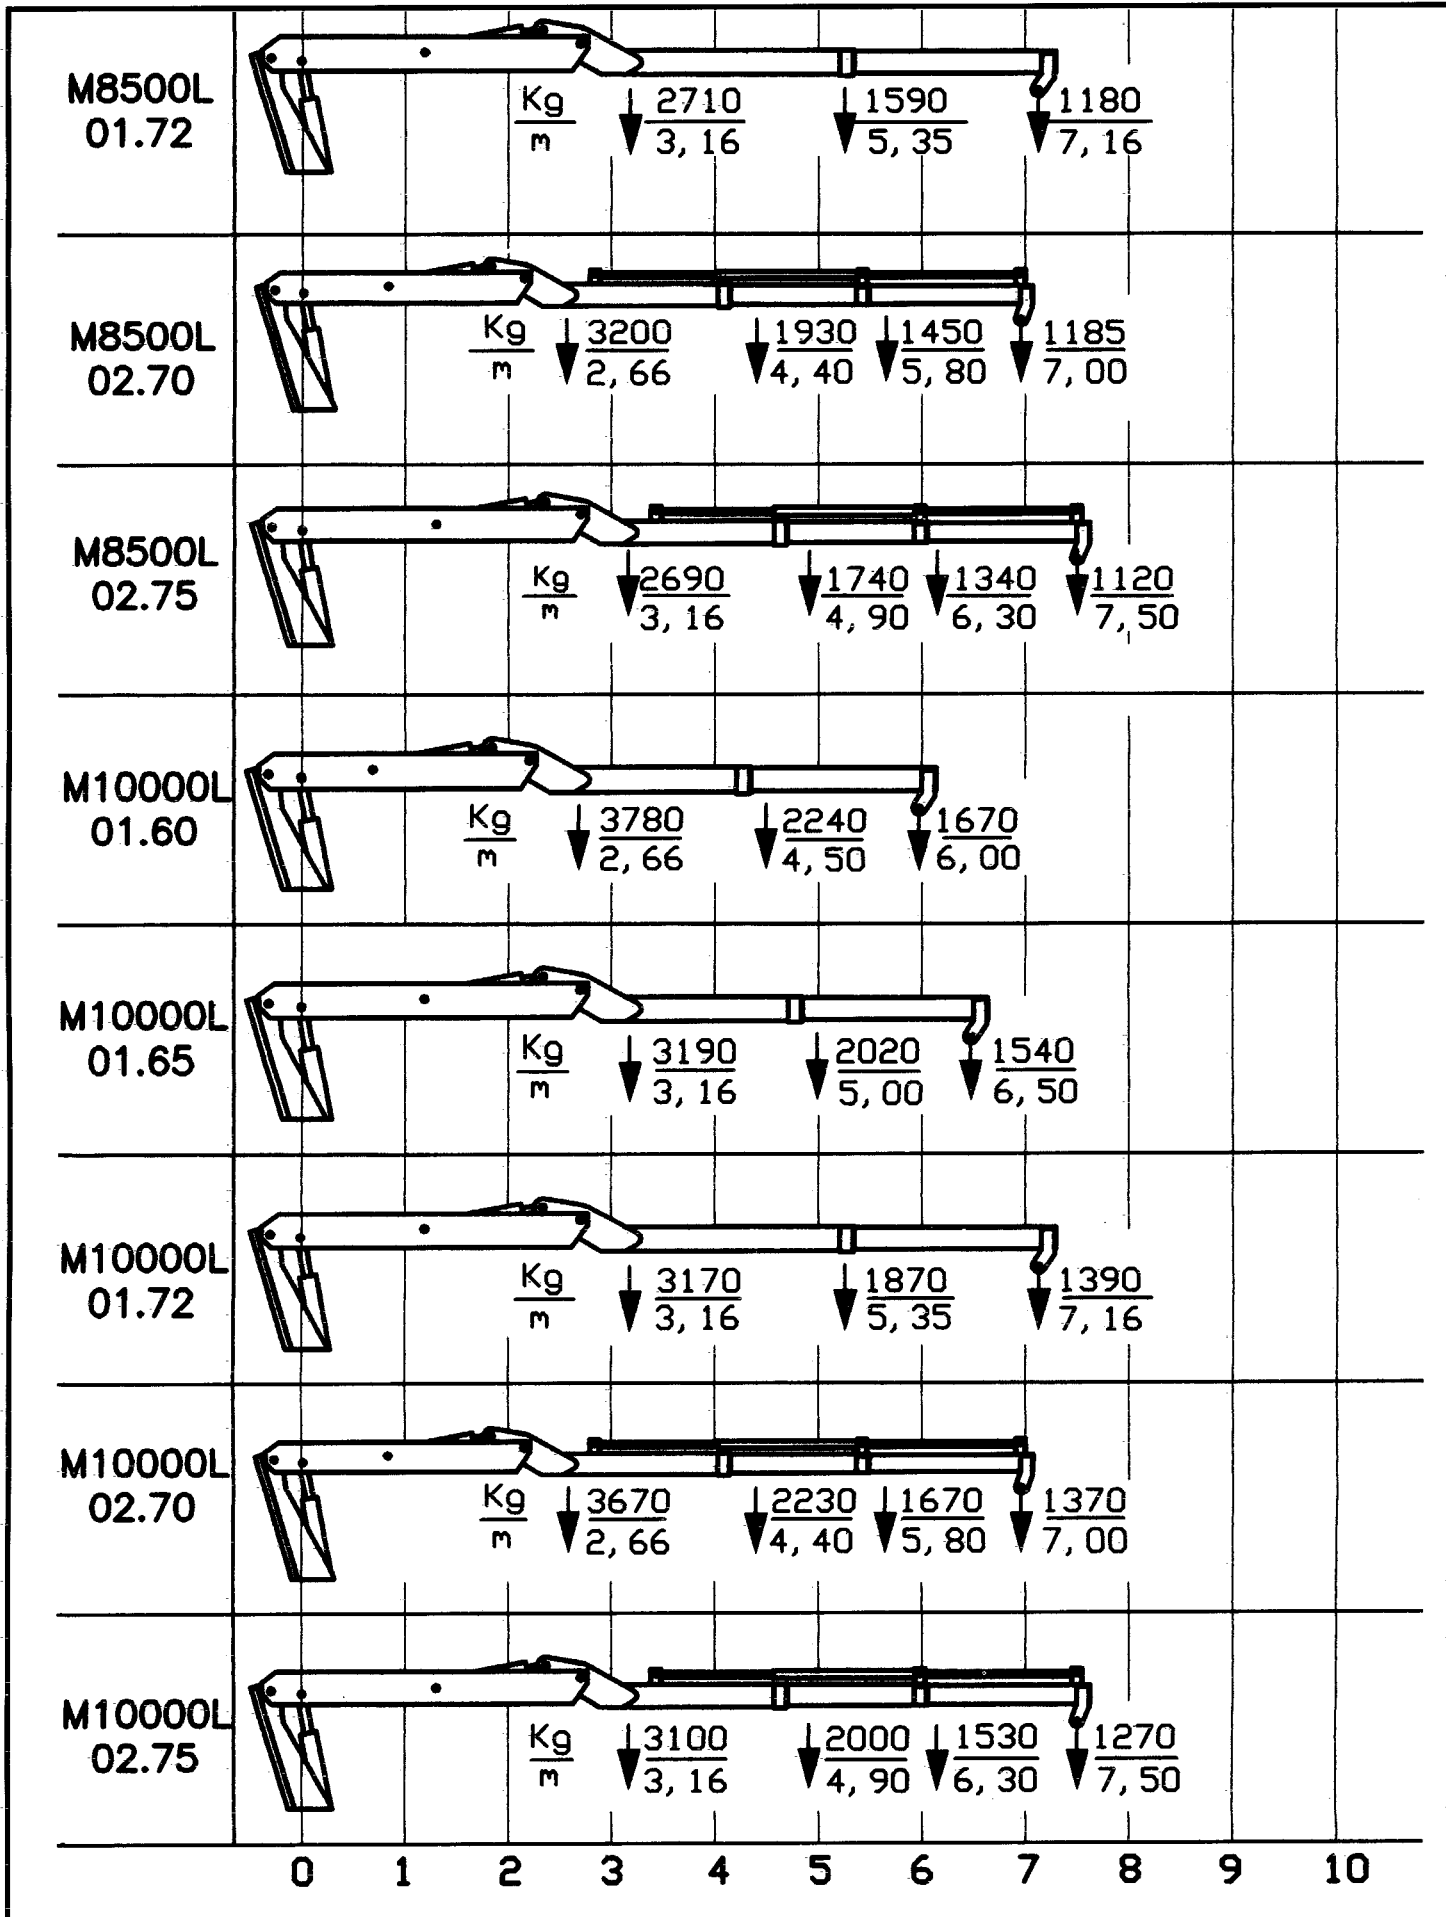 M8500L
01.72
Kg 2710 1590 1180
m 3, 16 5, 35 7, 16
M8500L
02.70
Kg 3200 1930 1450 1185
m 2, 66 4, 40 5, 80 7, 00
M8500L
02.75
Kg 2690 1740 1340 1120
m 3, 16 4, 90 6, 30 7, 50
M10000L
01.60
Kg 3780 2240 1670
m 2, 66 4, 50 6, 00
M10000L
01.65
Kg 3190 2020 1540
m 3, 16 5, 00 6, 50
M10000L
01.72
Kg 3170 1870 1390
m 3, 16 5, 35 7, 16
M10000L
02.70
Kg 3670 2230 1670 1370
m 2, 66 4, 40 5, 80 7, 00
M10000L
02.75
Kg 3100 2000 1530 1270
m 3, 16 4, 90 6, 30 7, 50
0 1 2 3 4 5 6 7 8 9 10